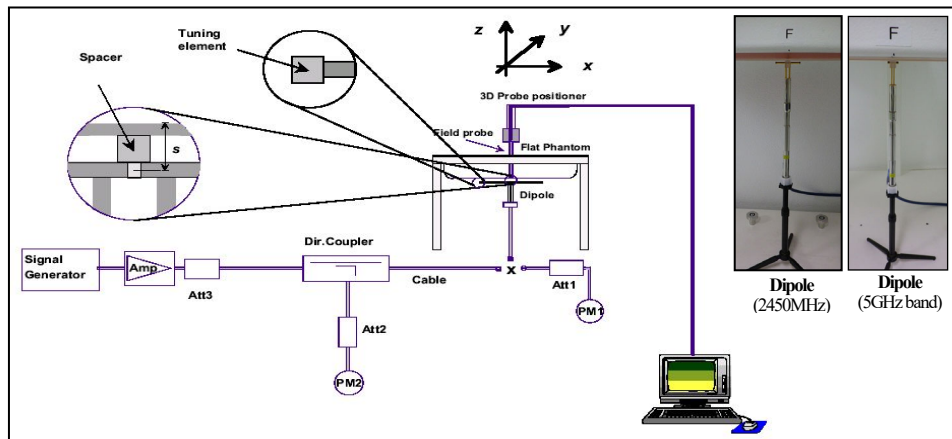 Tuning
element
Spacer
s
z
y
x
3D Probe positioner
Field probe
Flat Phantom
Dipole
Signal
Generator
Amp
Att3
Dir.Coupler
Cable
x
Att1
PM1
Att2
PM2
F
F
Dipole
(2450MHz)
Dipole
(5GHz band)